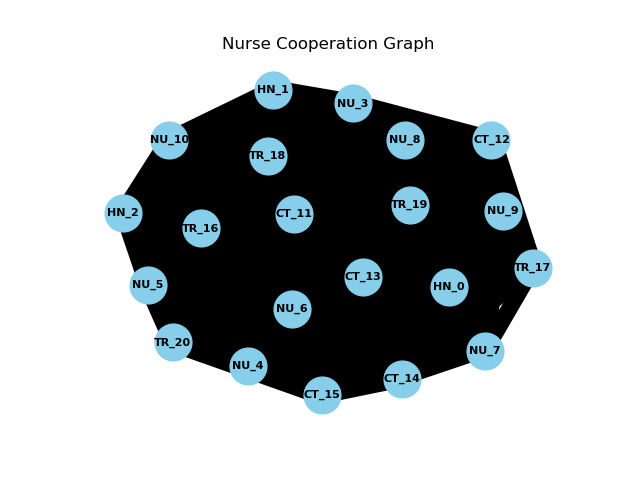 Nurse Cooperation Graph
HN_1
NU_3
NU_10
NU_8
CT_12
TR_18
TR_19
NU_9
HN_2
CT_11
TR_16
TR_17
CT_13
HN_0
NU_5
NU_6
TR_20
NU_7
NU_4
CT_14
CT_15